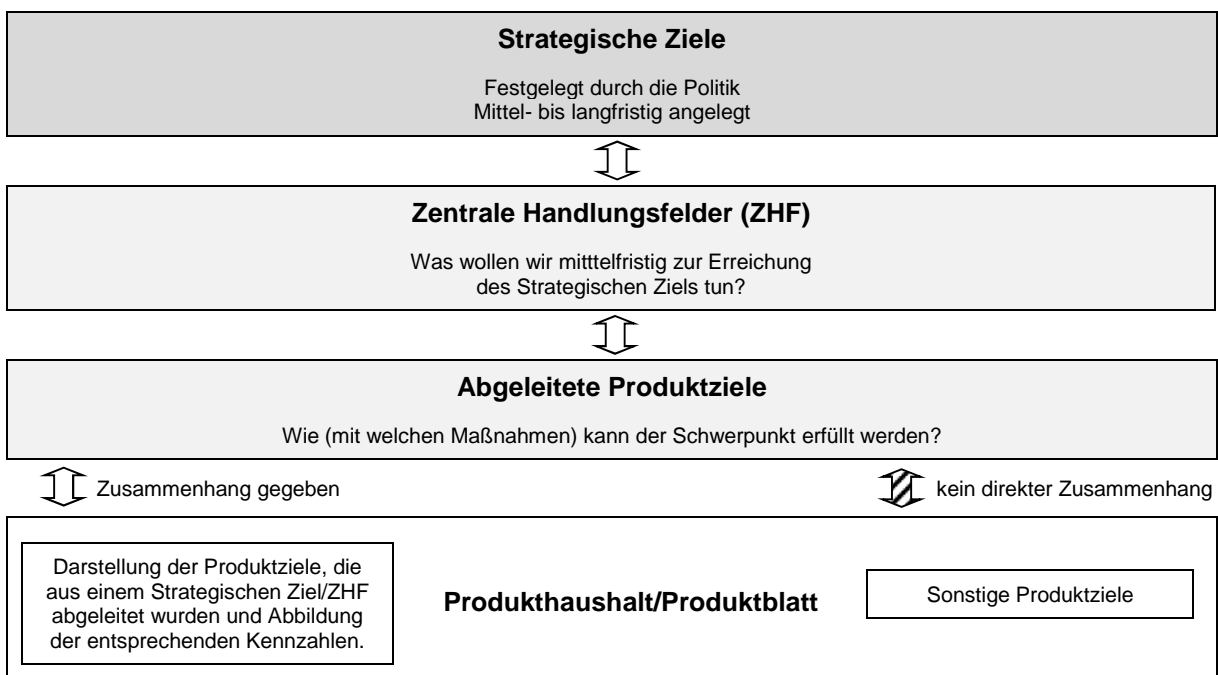 Strategische Ziele
Festgelegt durch die Politik
Mittel- bis langfristig angelegt
Zentrale Handlungsfelder (ZHF)
Was wollen wir mitttelfristig zur Erreichung
des Strategischen Ziels tun?
Abgeleitete Produktziele
Wie (mit welchen Maßnahmen) kann der Schwerpunkt erfüllt werden?
Zusammenhang gegeben
kein direkter Zusammenhang
Darstellung der Produktziele, die
aus einem Strategischen Ziel/ZHF
abgeleitet wurden und Abbildung
der entsprechenden Kennzahlen.
Produkthaushalt/Produktblatt
Sonstige Produktziele